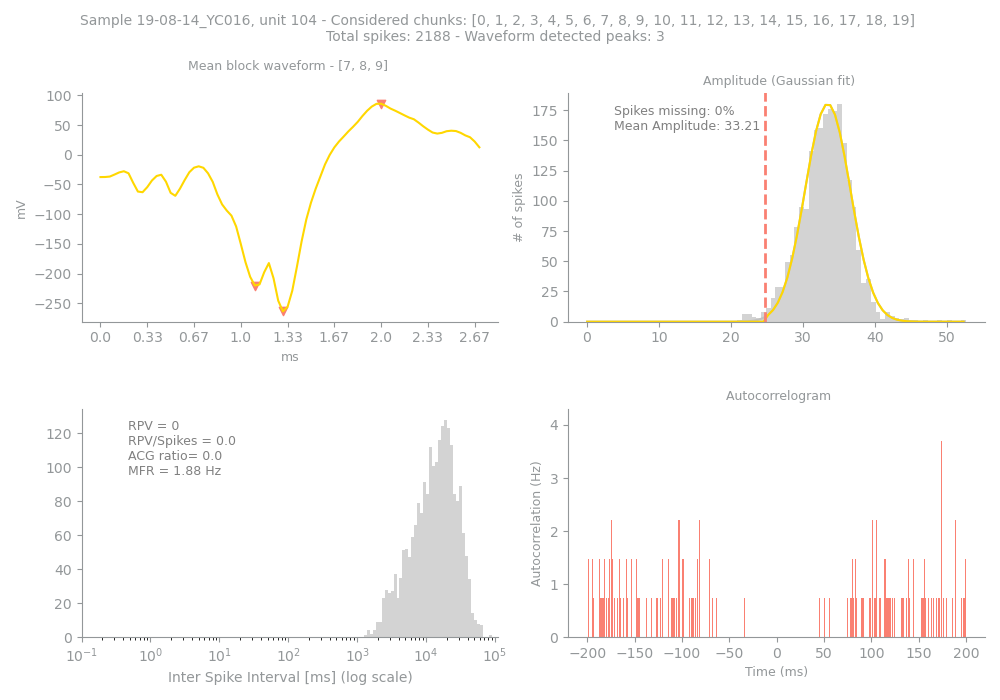 Sample 19-08-14_YC016, unit 104 - Considered chunks: [0, 1, 2, 3, 4, 5, 6, 7, 8, 9, 10, 11, 12, 13, 14, 15, 16, 17, 18, 19]
Total spikes: 2188 - Waveform detected peaks: 3
Mean block waveform - [7, 8, 9]
100
50
0
−50
−100
−150
−200
−250
mV
0.0 0.33 0.67 1.0 1.33 1.67 2.0 2.33 2.67
ms
Amplitude (Gaussian fit)
Spikes missing: 0%
Mean Amplitude: 33.21
175
150
125
100
75
50
25
0
# of spikes
0 10 20 30 40 50
RPV = 0
RPV/Spikes = 0.0
ACG ratio= 0.0
MFR = 1.88 Hz
120
100
80
60
40
20
0
10⁻¹ 10⁰ 10¹ 10² 10³ 10⁴ 10⁵
Inter Spike Interval [ms] (log scale)
Autocorrelogram
4
3
2
1
0
Autocorrelation (Hz)
−200 −150 −100 −50 0 50 100 150 200
Time (ms)